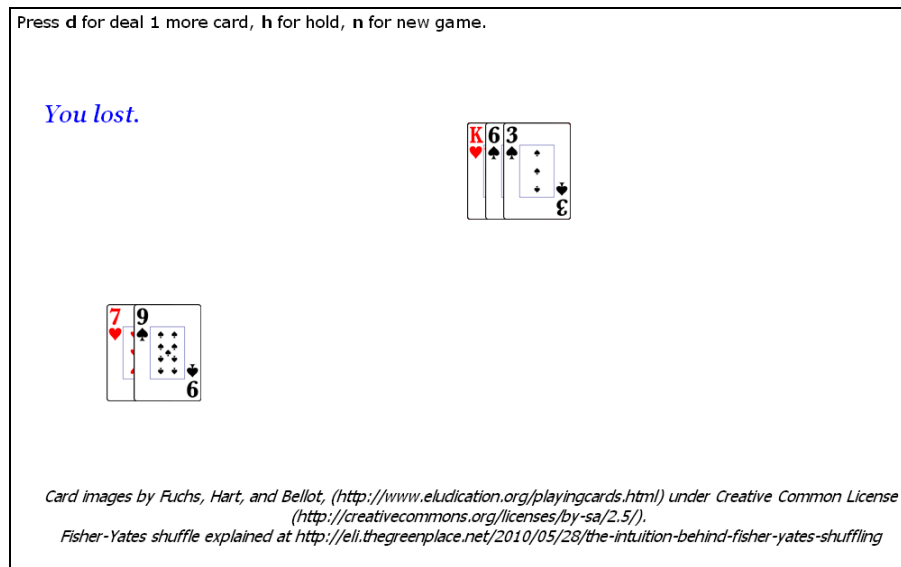 Press d for deal 1 more card, h for hold, n for new game.
You lost.
K 6 3
3
7 9
9
Card images by Fuchs, Hart, and Bellot, (http://www.eludication.org/playingcards.html) under Creative Common License
(http://creativecommons.org/licenses/by-sa/2.5/).
Fisher-Yates shuffle explained at http://eli.thegreenplace.net/2010/05/28/the-intuition-behind-fisher-yates-shuffling